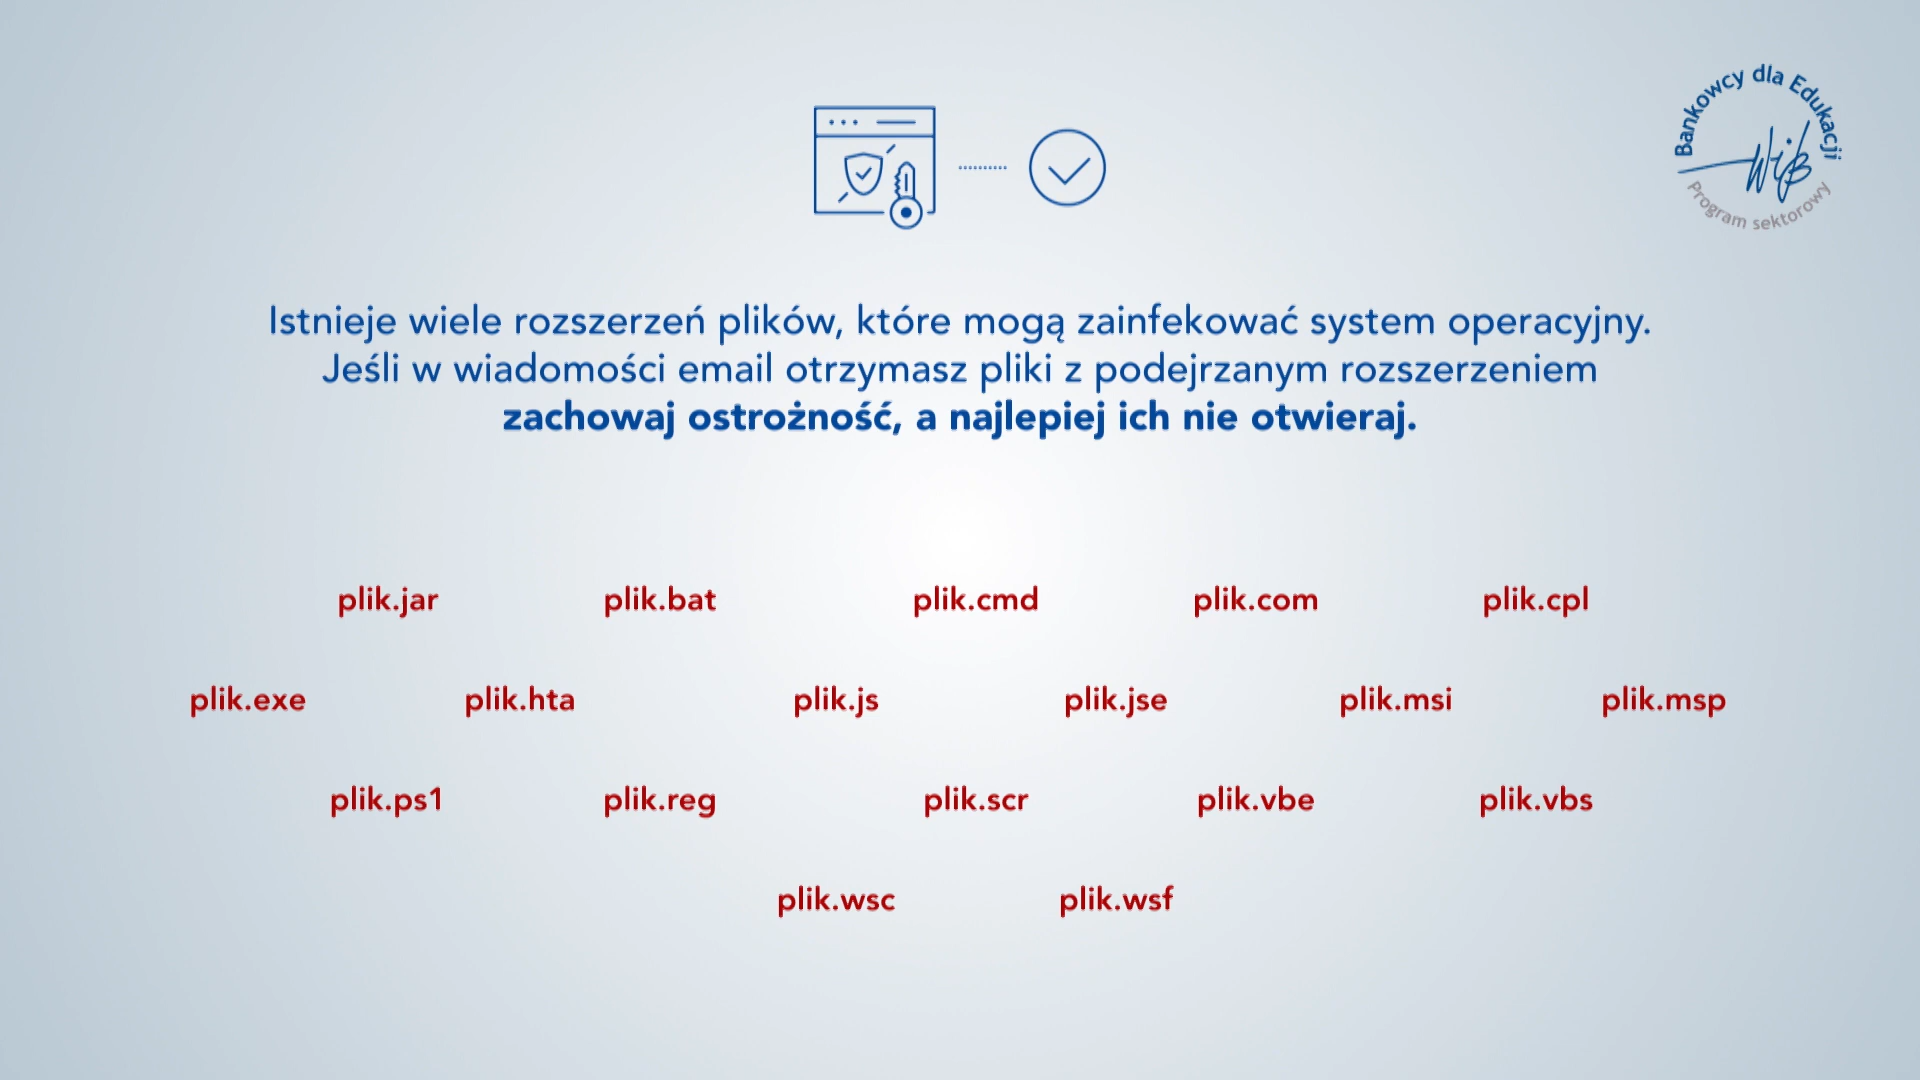 Bankowcy dla Edukacji
WiB
Program sektorowy
Istnieje wiele rozszerzeń plików, które mogą zainfekować system operacyjny.
Jeśli w wiadomości email otrzymasz pliki z podejrzanym rozszerzeniem
zachowaj ostrożność, a najlepiej ich nie otwieraj.
plik.jar plik.bat plik.cmd plik.com plik.cpl
plik.exe plik.hta plik.js plik.jse plik.msi plik.msp
plik.ps1 plik.reg plik.scr plik.vbe plik.vbs
plik.wsc plik.wsf